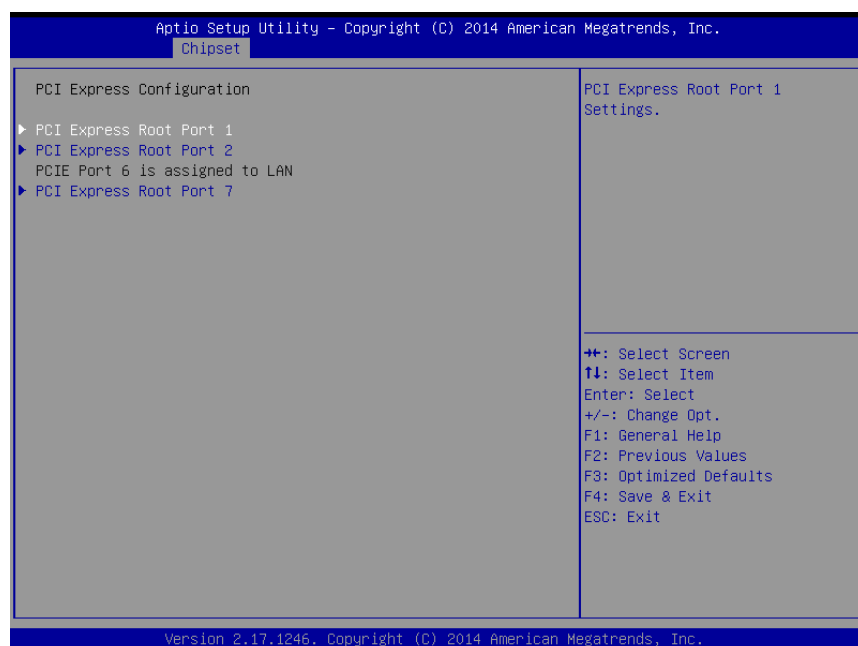 Aptio Setup Utility – Copyright (C) 2014 American Megatrends, Inc.
Chipset
PCI Express Configuration
PCI Express Root Port 1
PCI Express Root Port 2
PCIE Port 6 is assigned to LAN
PCI Express Root Port 7
PCI Express Root Port 1
Settings.
→←: Select Screen
↑↓: Select Item
Enter: Select
+/-: Change Opt.
F1: General Help
F2: Previous Values
F3: Optimized Defaults
F4: Save & Exit
ESC: Exit
Version 2.17.1246. Copyright (C) 2014 American Megatrends, Inc.